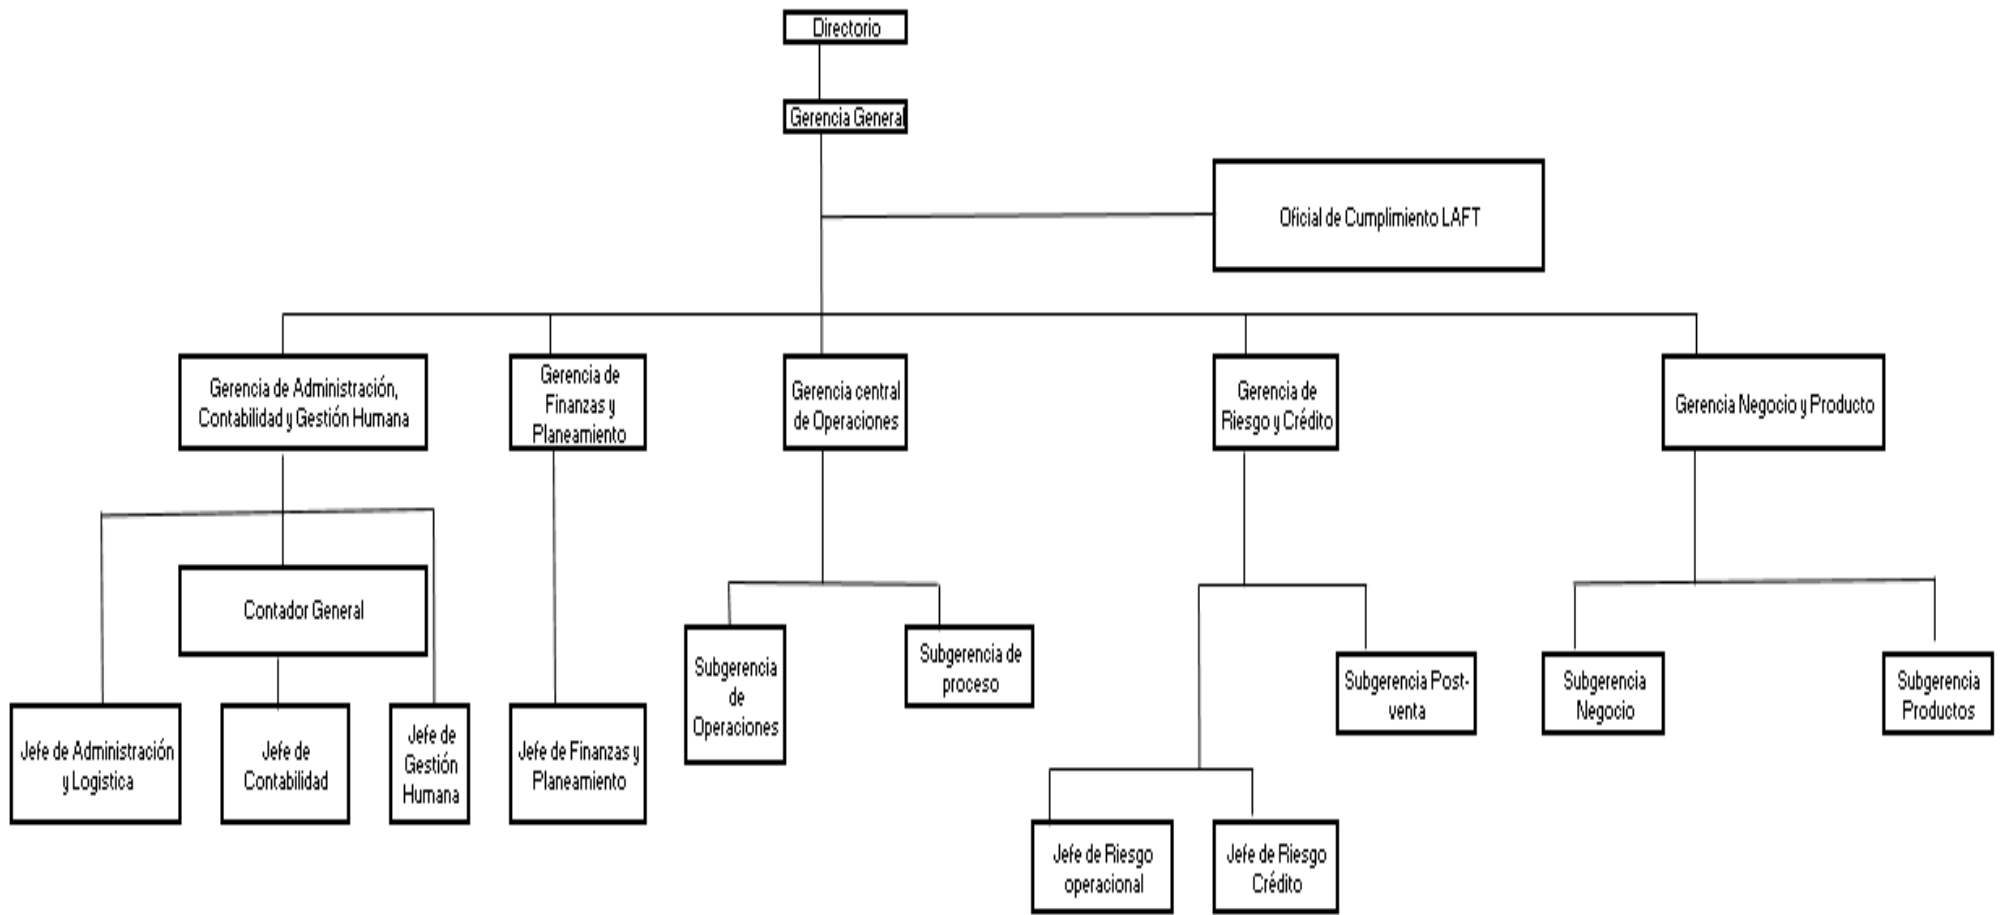 Directorio
Gerencia General
Oficial de Cumplimiento LAFT
Gerencia de Administración,
Contabilidad y Gestión Humana
Gerencia de
Finanzas y
Planeamiento
Gerencia central
de Operaciones
Gerencia de
Riesgo y Crédito
Gerencia Negocio y Producto
Contador General
Subgerencia
de
Operaciones
Subgerencia de
proceso
Subgerencia Post-
venta
Subgerencia
Negocio
Subgerencia
Productos
Jefe de Administración
y Logistica
Jefe de
Contabilidad
Jefe de
Gestión
Humana
Jefe de Finanzas y
Planeamiento
Jefe de Riesgo
operacional
Jefe de Riesgo
Crédito